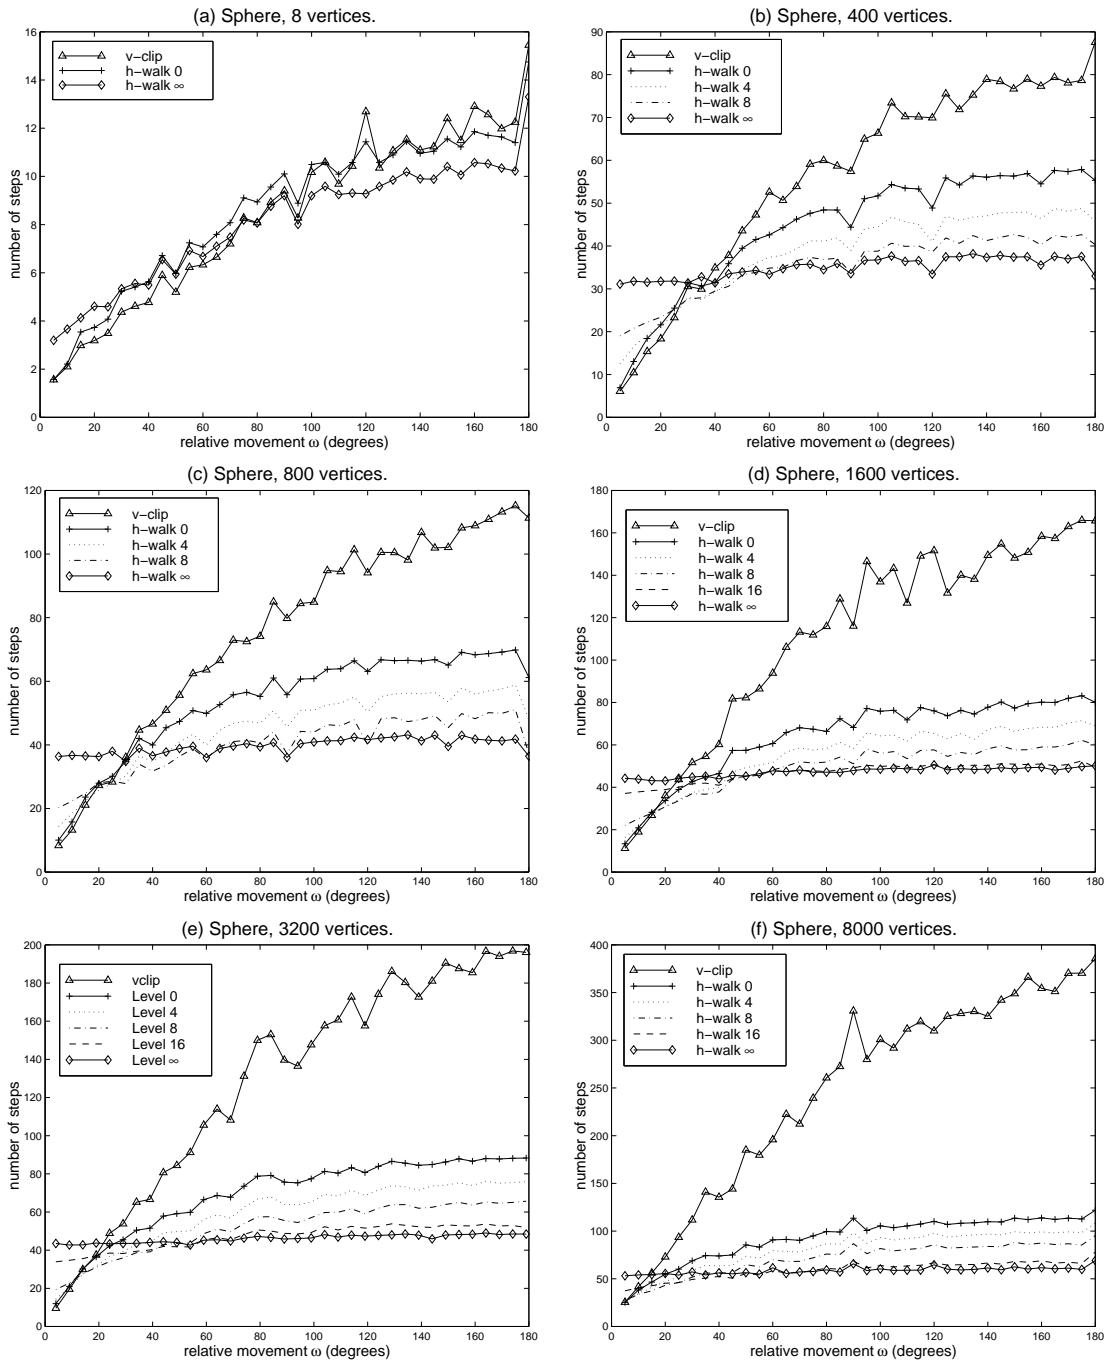 (a) Sphere, 8 vertices.
16
14
12
10
8
6
4
2
0
number of steps
v−clip
h−walk 0
h−walk ∞
0 20 40 60 80 100 120 140 160 180
relative movement ω (degrees)
(b) Sphere, 400 vertices.
90
80
70
60
50
40
30
20
10
0
number of steps
v−clip
h−walk 0
h−walk 4
h−walk 8
h−walk ∞
0 20 40 60 80 100 120 140 160 180
relative movement ω (degrees)
(c) Sphere, 800 vertices.
120
100
80
60
40
20
0
number of steps
v−clip
h−walk 0
h−walk 4
h−walk 8
h−walk ∞
0 20 40 60 80 100 120 140 160 180
relative movement ω (degrees)
(d) Sphere, 1600 vertices.
180
160
140
120
100
80
60
40
20
0
number of steps
v−clip
h−walk 0
h−walk 4
h−walk 8
h−walk 16
h−walk ∞
0 20 40 60 80 100 120 140 160 180
relative movement ω (degrees)
(e) Sphere, 3200 vertices.
200
180
160
140
120
100
80
60
40
20
0
number of steps
vclip
Level 0
Level 4
Level 8
Level 16
Level ∞
0 20 40 60 80 100 120 140 160 180
relative movement ω (degrees)
(f) Sphere, 8000 vertices.
400
350
300
250
200
150
100
50
0
number of steps
v−clip
h−walk 0
h−walk 4
h−walk 8
h−walk 16
h−walk ∞
0 20 40 60 80 100 120 140 160 180
relative movement ω (degrees)